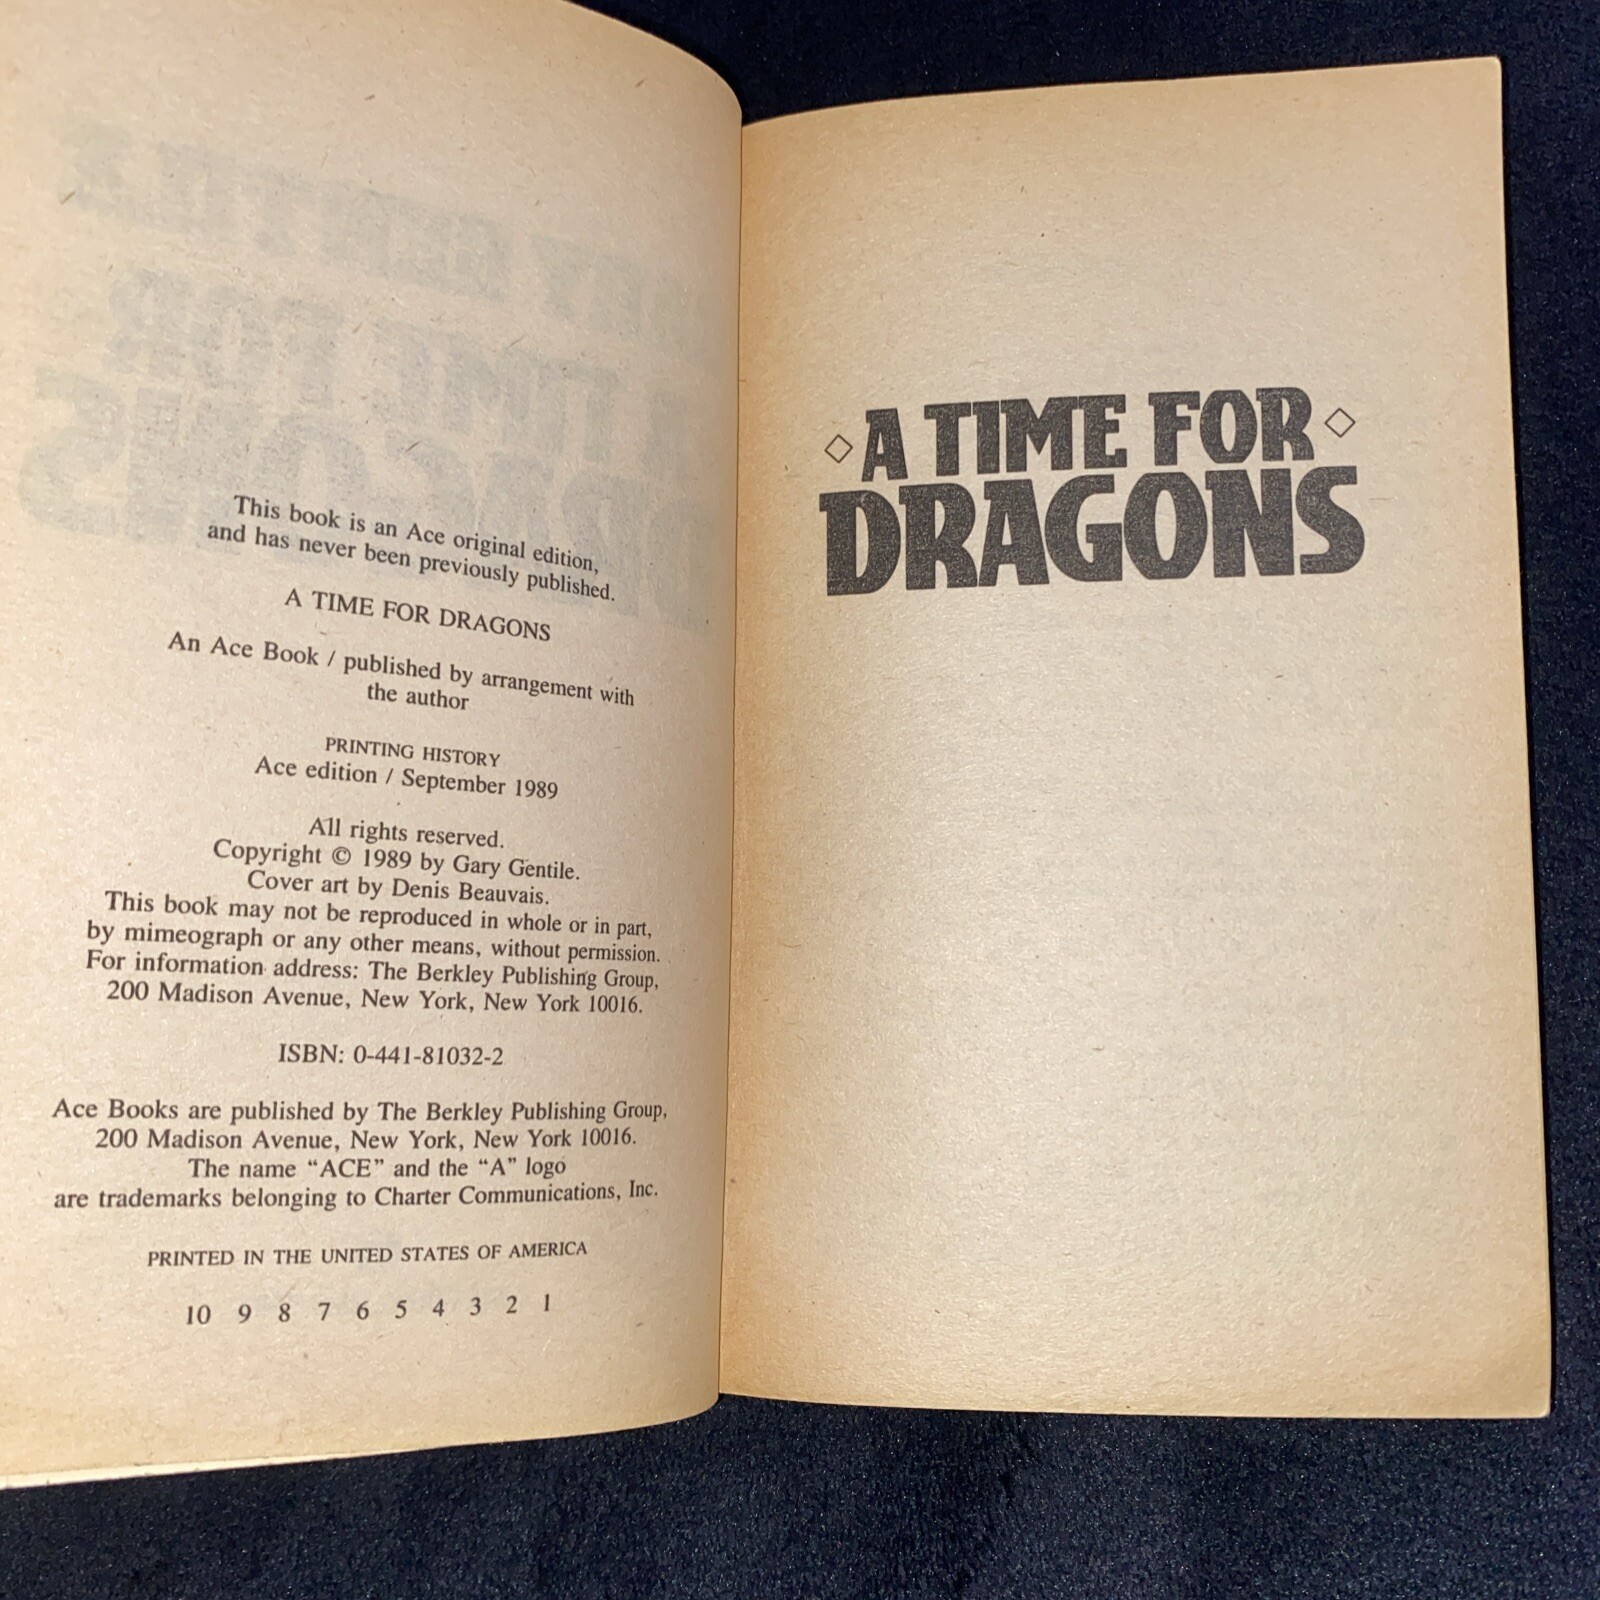 This book is an Ace original edition,
and has never been previously published.
A TIME FOR DRAGONS
An Ace Book / published by arrangement with
the author
PRINTING HISTORY
Ace edition / September 1989
All rights reserved.
Copyright © 1989 by Gary Gentile.
Cover art by Denis Beauvais.
This book may not be reproduced in whole or in part,
by mimeograph or any other means, without permission.
For information address: The Berkley Publishing Group,
200 Madison Avenue, New York, New York 10016.
ISBN: 0-441-81032-2
Ace Books are published by The Berkley Publishing Group,
200 Madison Avenue, New York, New York 10016.
The name “ACE” and the “A” logo
are trademarks belonging to Charter Communications, Inc.
PRINTED IN THE UNITED STATES OF AMERICA
10 9 8 7 6 5 4 3 2 1
A TIME FOR
DRAGONS